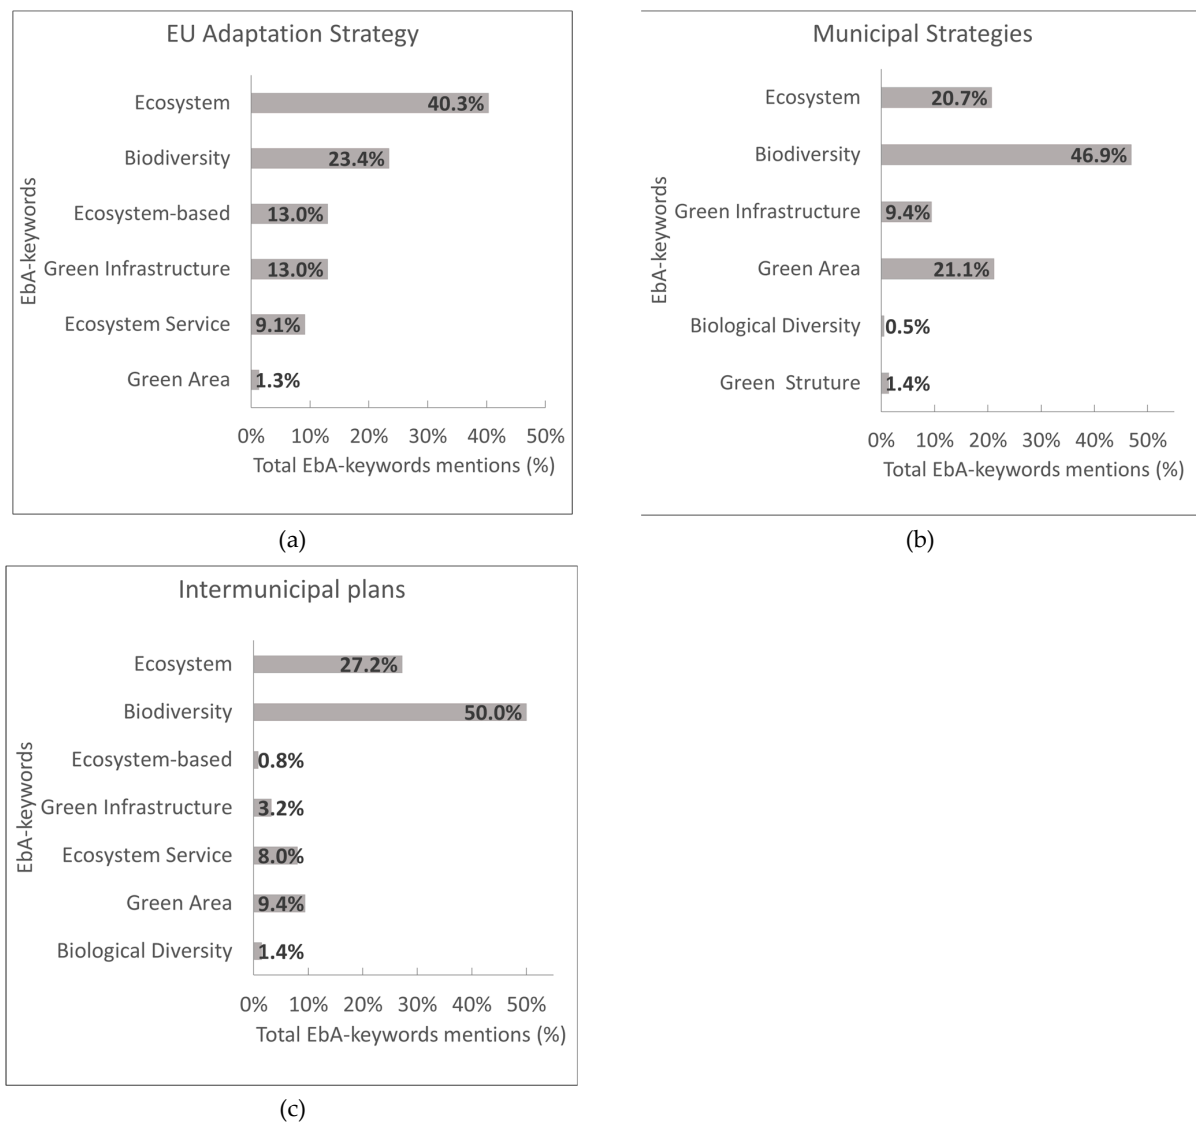 EU Adaptation Strategy
EbA-keywords
Ecosystem 40.3%
Biodiversity 23.4%
Ecosystem-based 13.0%
Green Infrastructure 13.0%
Ecosystem Service 9.1%
Green Area 1.3%
0% 10% 20% 30% 40% 50%
Total EbA-keywords mentions (%)
(a)
Municipal Strategies
EbA-keywords
Ecosystem 20.7%
Biodiversity 46.9%
Green Infrastructure 9.4%
Green Area 21.1%
Biological Diversity 0.5%
Green Struture 1.4%
0% 10% 20% 30% 40% 50%
Total EbA-keywords mentions (%)
(b)
Intermunicipal plans
EbA-keywords
Ecosystem 27.2%
Biodiversity 50.0%
Ecosystem-based 0.8%
Green Infrastructure 3.2%
Ecosystem Service 8.0%
Green Area 9.4%
Biological Diversity 1.4%
0% 10% 20% 30% 40% 50%
Total EbA-keywords mentions (%)
(c)